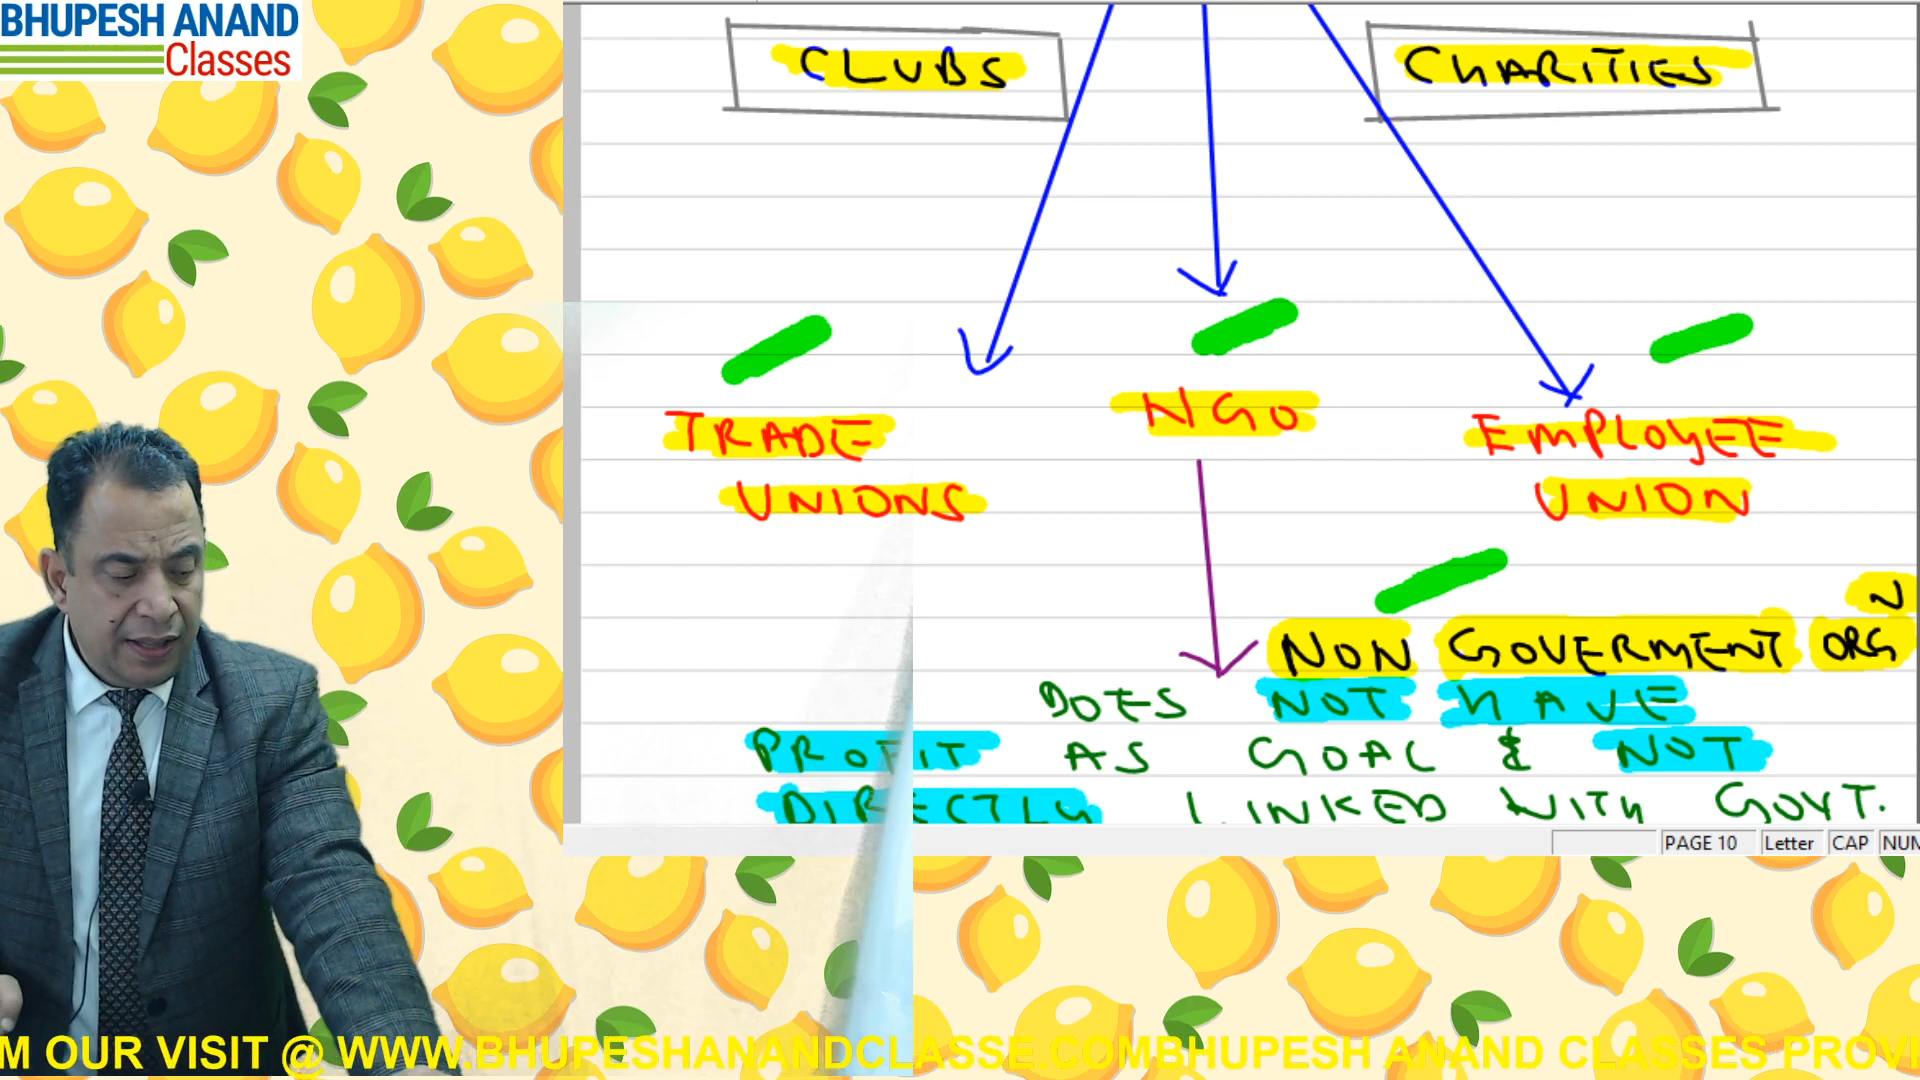 BHUPESH ANAND
Classes
CLUBS
CHARITIES
TRADE
UNIONS
NGO
EMPLOYEE
UNION
N
NON GOVERMENT ORG
DOES NOT HAVE
PROFIT AS GOAL & NOT
DIRECTLY LINKED WITH GOVT.
PAGE 10 Letter CAP NUM
M OUR VISIT @ WWW.BHUPESHANANDCLASSE.COMBHUPESH ANAND CLASSES PROVI